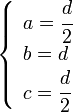 a = d/2
b = d
c = d/2